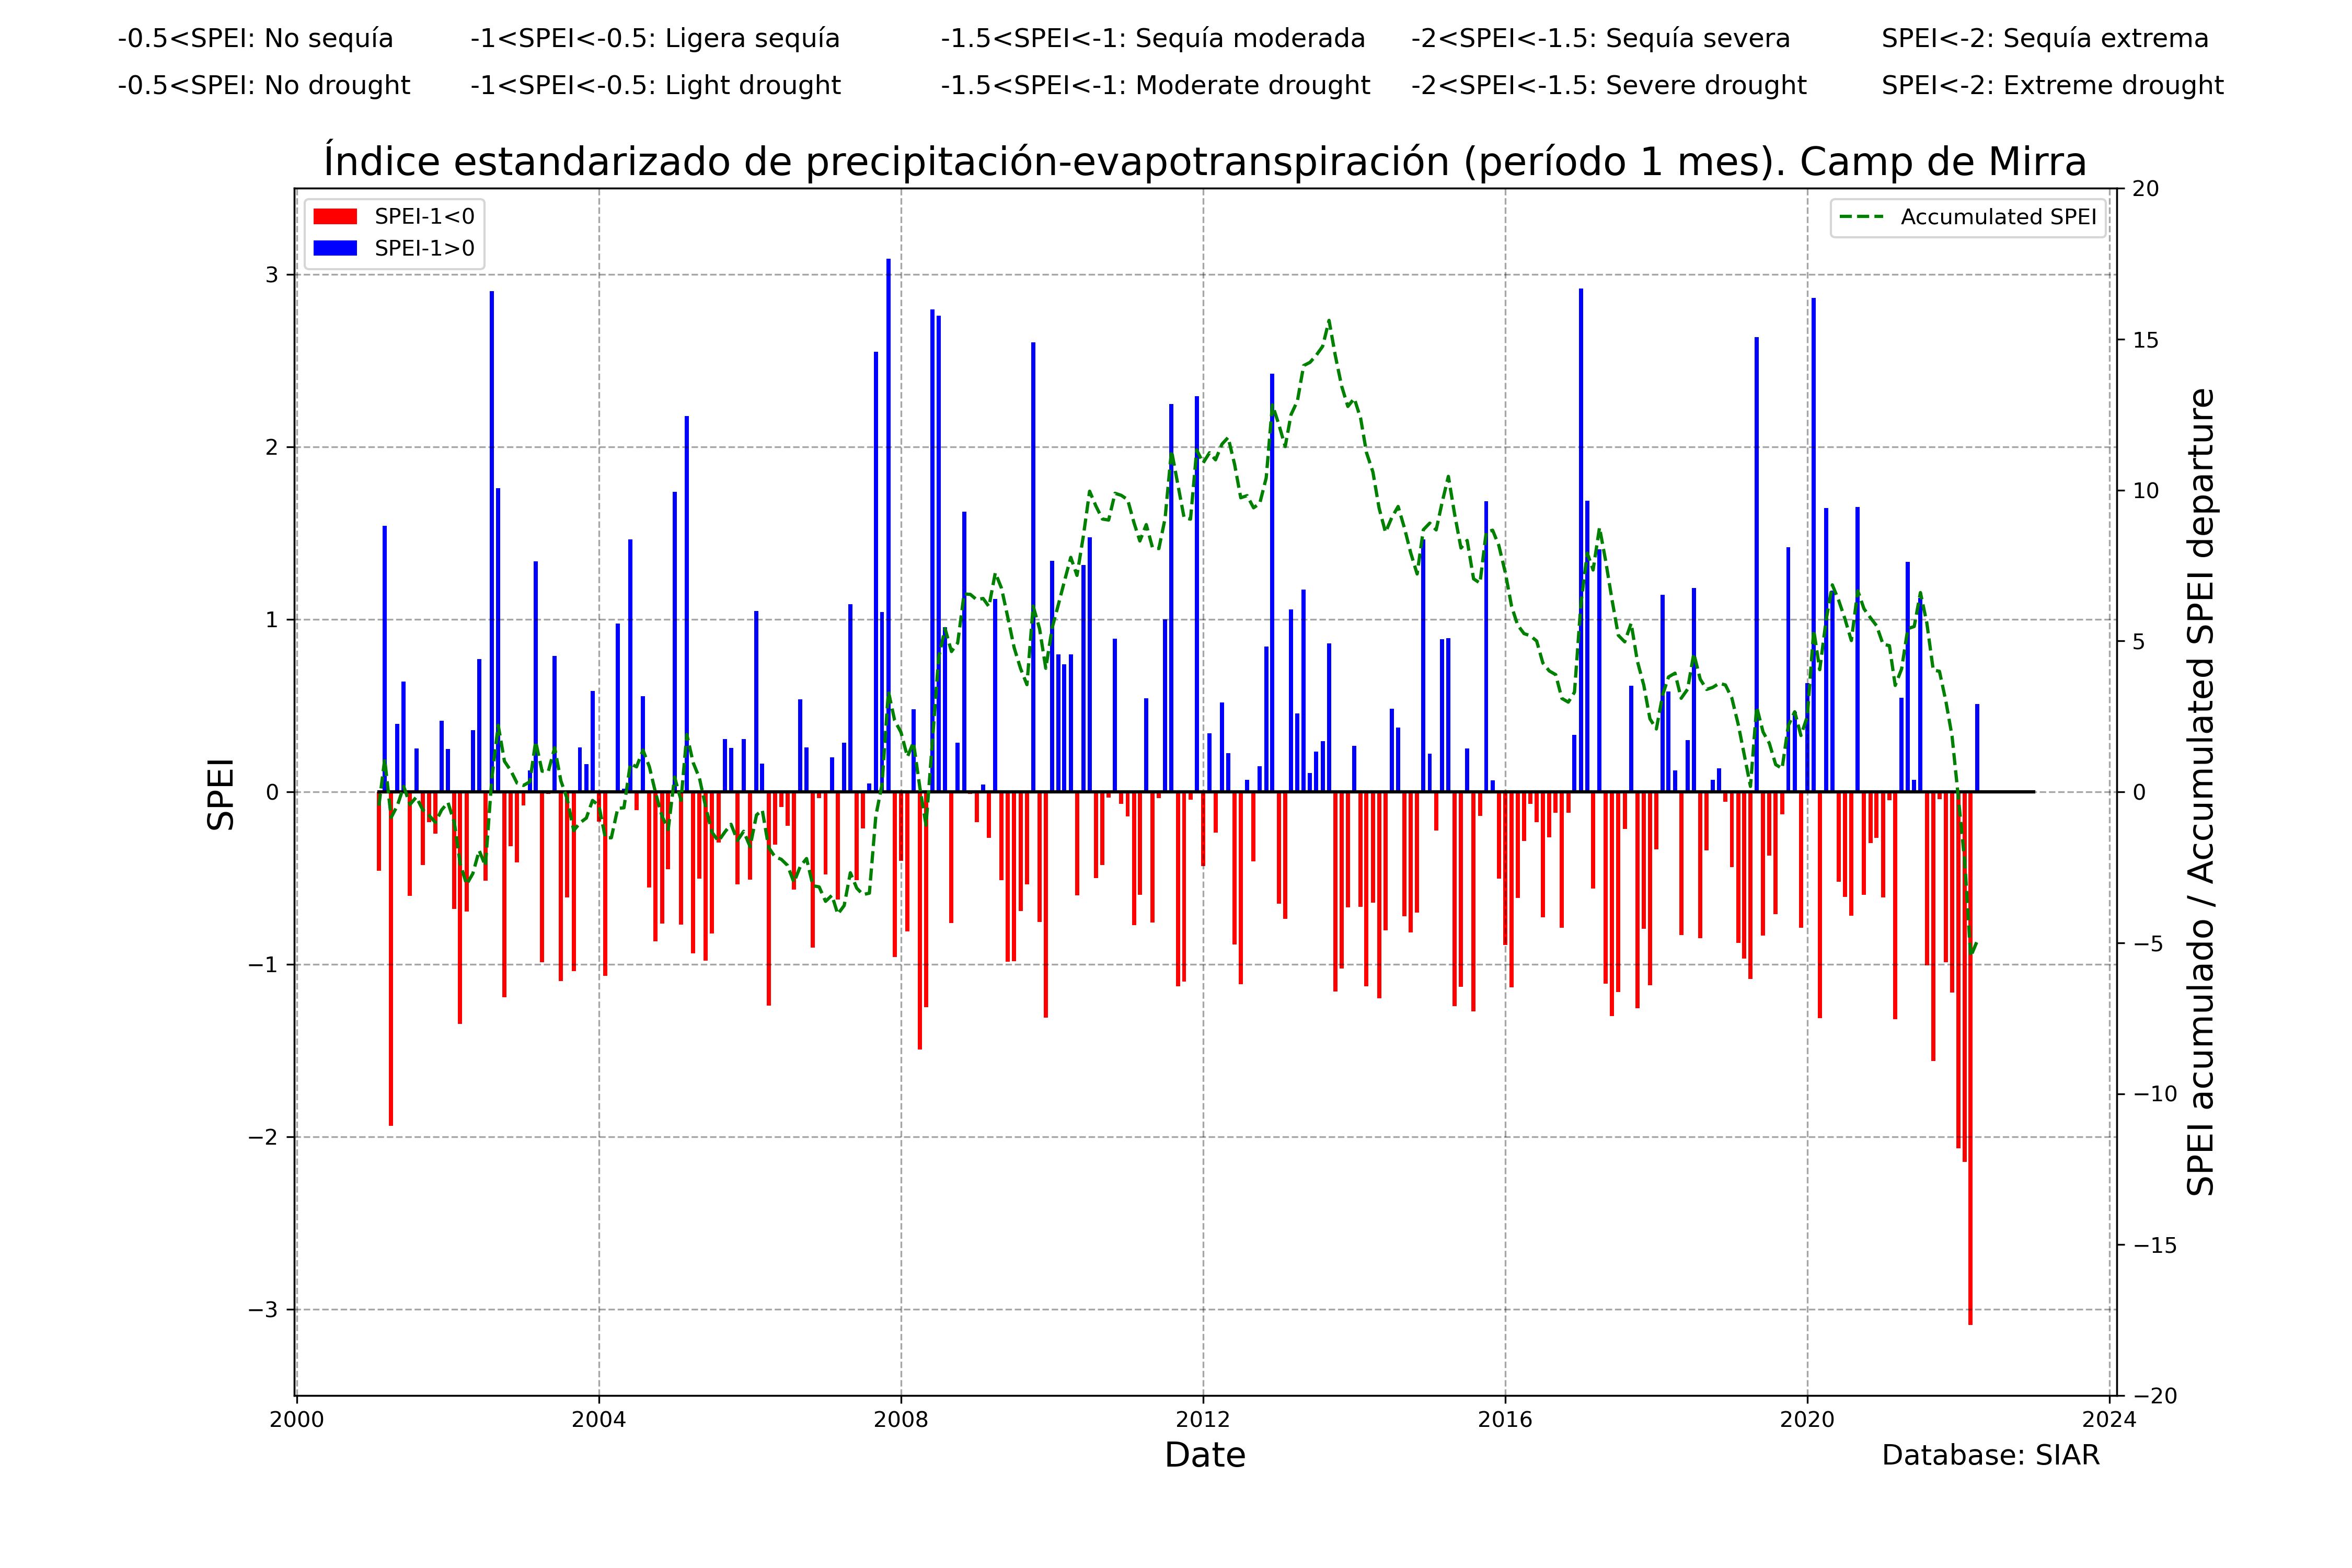 -0.5<SPEI: No sequía -1<SPEI<-0.5: Ligera sequía -1.5<SPEI<-1: Sequía moderada -2<SPEI<-1.5: Sequía severa SPEI<-2: Sequía extrema
-0.5<SPEI: No drought -1<SPEI<-0.5: Light drought -1.5<SPEI<-1: Moderate drought -2<SPEI<-1.5: Severe drought SPEI<-2: Extreme drought
Índice estandarizado de precipitación-evapotranspiración (período 1 mes). Camp de Mirra
SPEI-1<0
SPEI-1>0
Accumulated SPEI
SPEI
3
2
1
0
−1
−2
−3
20
15
10
5
0
−5
−10
−15
−20
SPEI acumulado / Accumulated SPEI departure
2000 2004 2008 2012 2016 2020 2024
Date
Database: SIAR